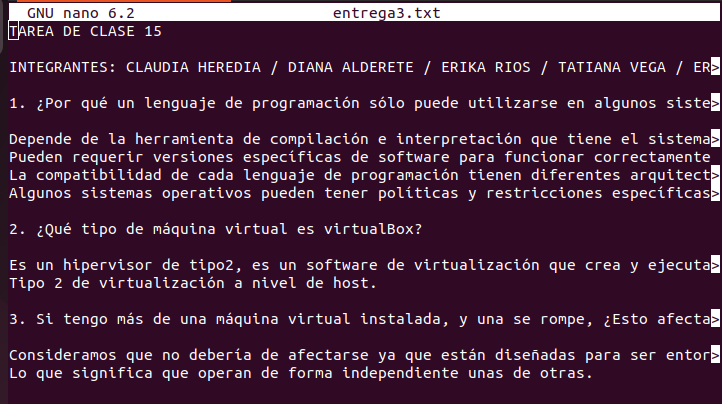 GNU nano 6.2 entrega3.txt
TAREA DE CLASE 15
INTEGRANTES: CLAUDIA HEREDIA / DIANA ALDERETE / ERIKA RIOS / TATIANA VEGA / ER>
1. ¿Por qué un lenguaje de programación sólo puede utilizarse en algunos siste>
Depende de la herramienta de compilación e interpretación que tiene el sistema>
Pueden requerir versiones específicas de software para funcionar correctamente
La compatibilidad de cada lenguaje de programación tienen diferentes arquitect>
Algunos sistemas operativos pueden tener políticas y restricciones específicas>
2. ¿Qué tipo de máquina virtual es virtualBox?
Es un hipervisor de tipo2, es un software de virtualización que crea y ejecuta>
Tipo 2 de virtualización a nivel de host.
3. Si tengo más de una máquina virtual instalada, y una se rompe, ¿Esto afecta>
Consideramos que no debería de afectarse ya que están diseñadas para ser entor>
Lo que significa que operan de forma independiente unas de otras.